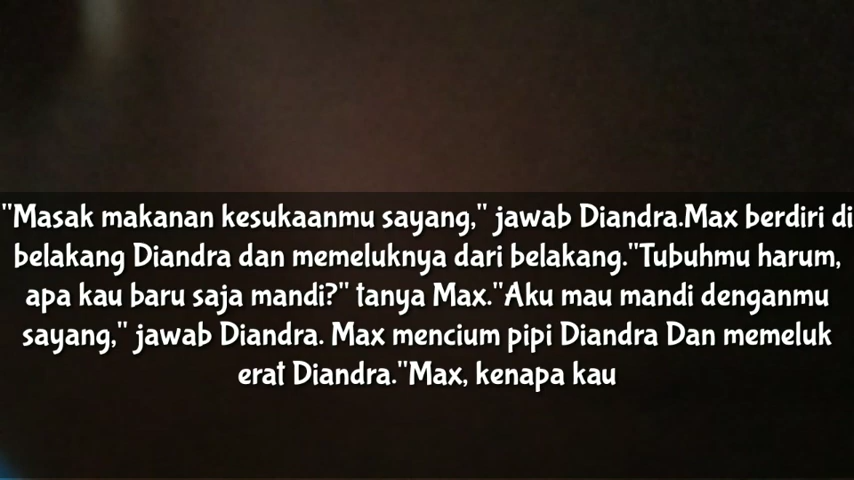 "Masak makanan kesukaanmu sayang," jawab Diandra.Max berdiri di
belakang Diandra dan memeluknya dari belakang."Tubuhmu harum,
apa kau baru saja mandi?" tanya Max."Aku mau mandi denganmu
sayang," jawab Diandra. Max mencium pipi Diandra Dan memeluk
erat Diandra."Max, kenapa kau